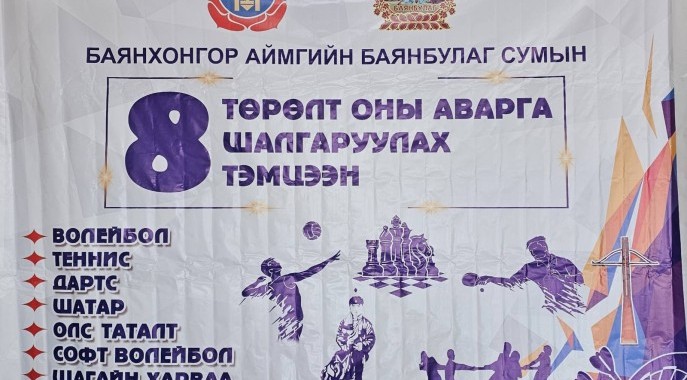 БАЯНБУЛАГ
БАЯНХОНГОР АЙМГИЙН БАЯНБУЛАГ СУМЫН
8 ТӨРӨЛТ ОНЫ АВАРГА
ШАЛГАРУУЛАХ
ТЭМЦЭЭН
ВОЛЕЙБОЛ
ТЕННИС
ДАРТС
ШАТАР
ОЛС ТАТАЛТ
СОФТ ВОЛЕЙБОЛ
ШАГАЙН ХАРВАА